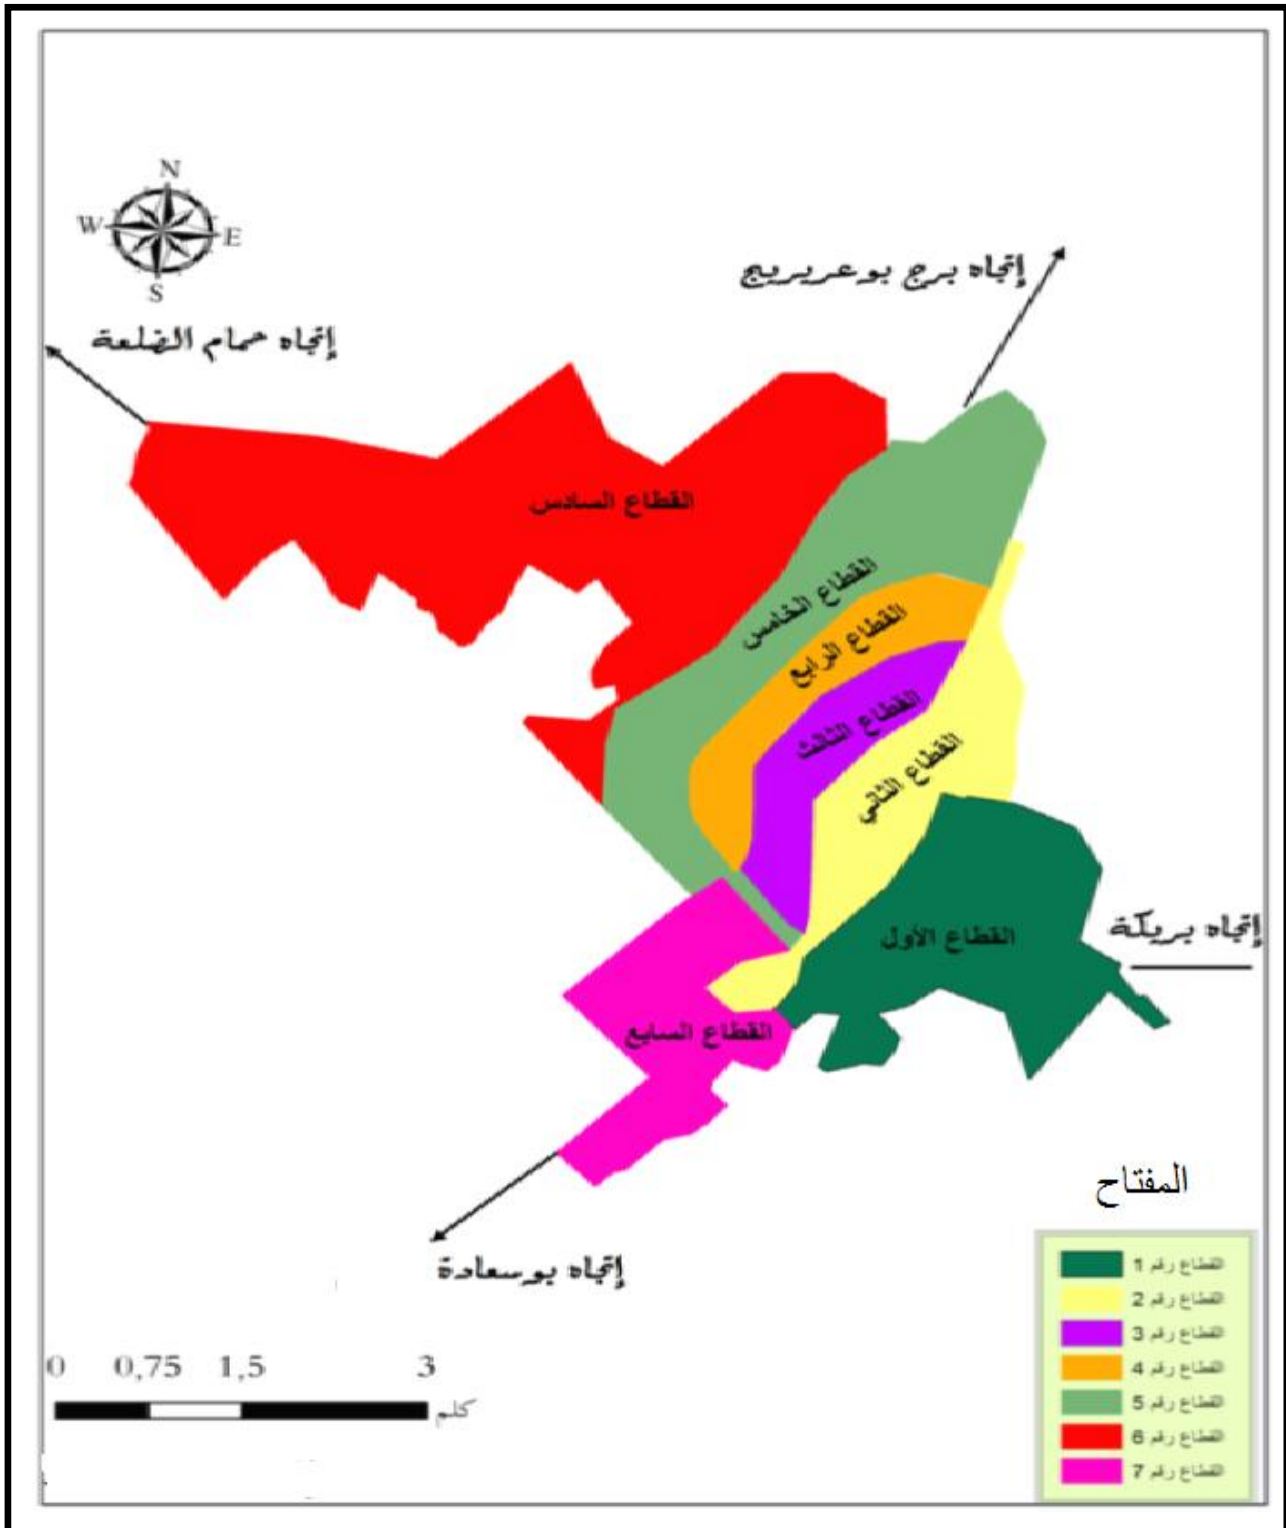 N
W
E
S
إتجاه برج بوعريريج
إتجاه حمام الضلعة
القطاع السادس
القطاع الخامس
القطاع الرابع
القطاع الثالث
القطاع الثاني
القطاع الأول
إتجاه بريكة
القطاع السابع
إتجاه بوسعادة
المفتاح
القطاع رقم 1
القطاع رقم 2
القطاع رقم 3
القطاع رقم 4
القطاع رقم 5
القطاع رقم 6
القطاع رقم 7
0 0,75 1,5 3
كلم